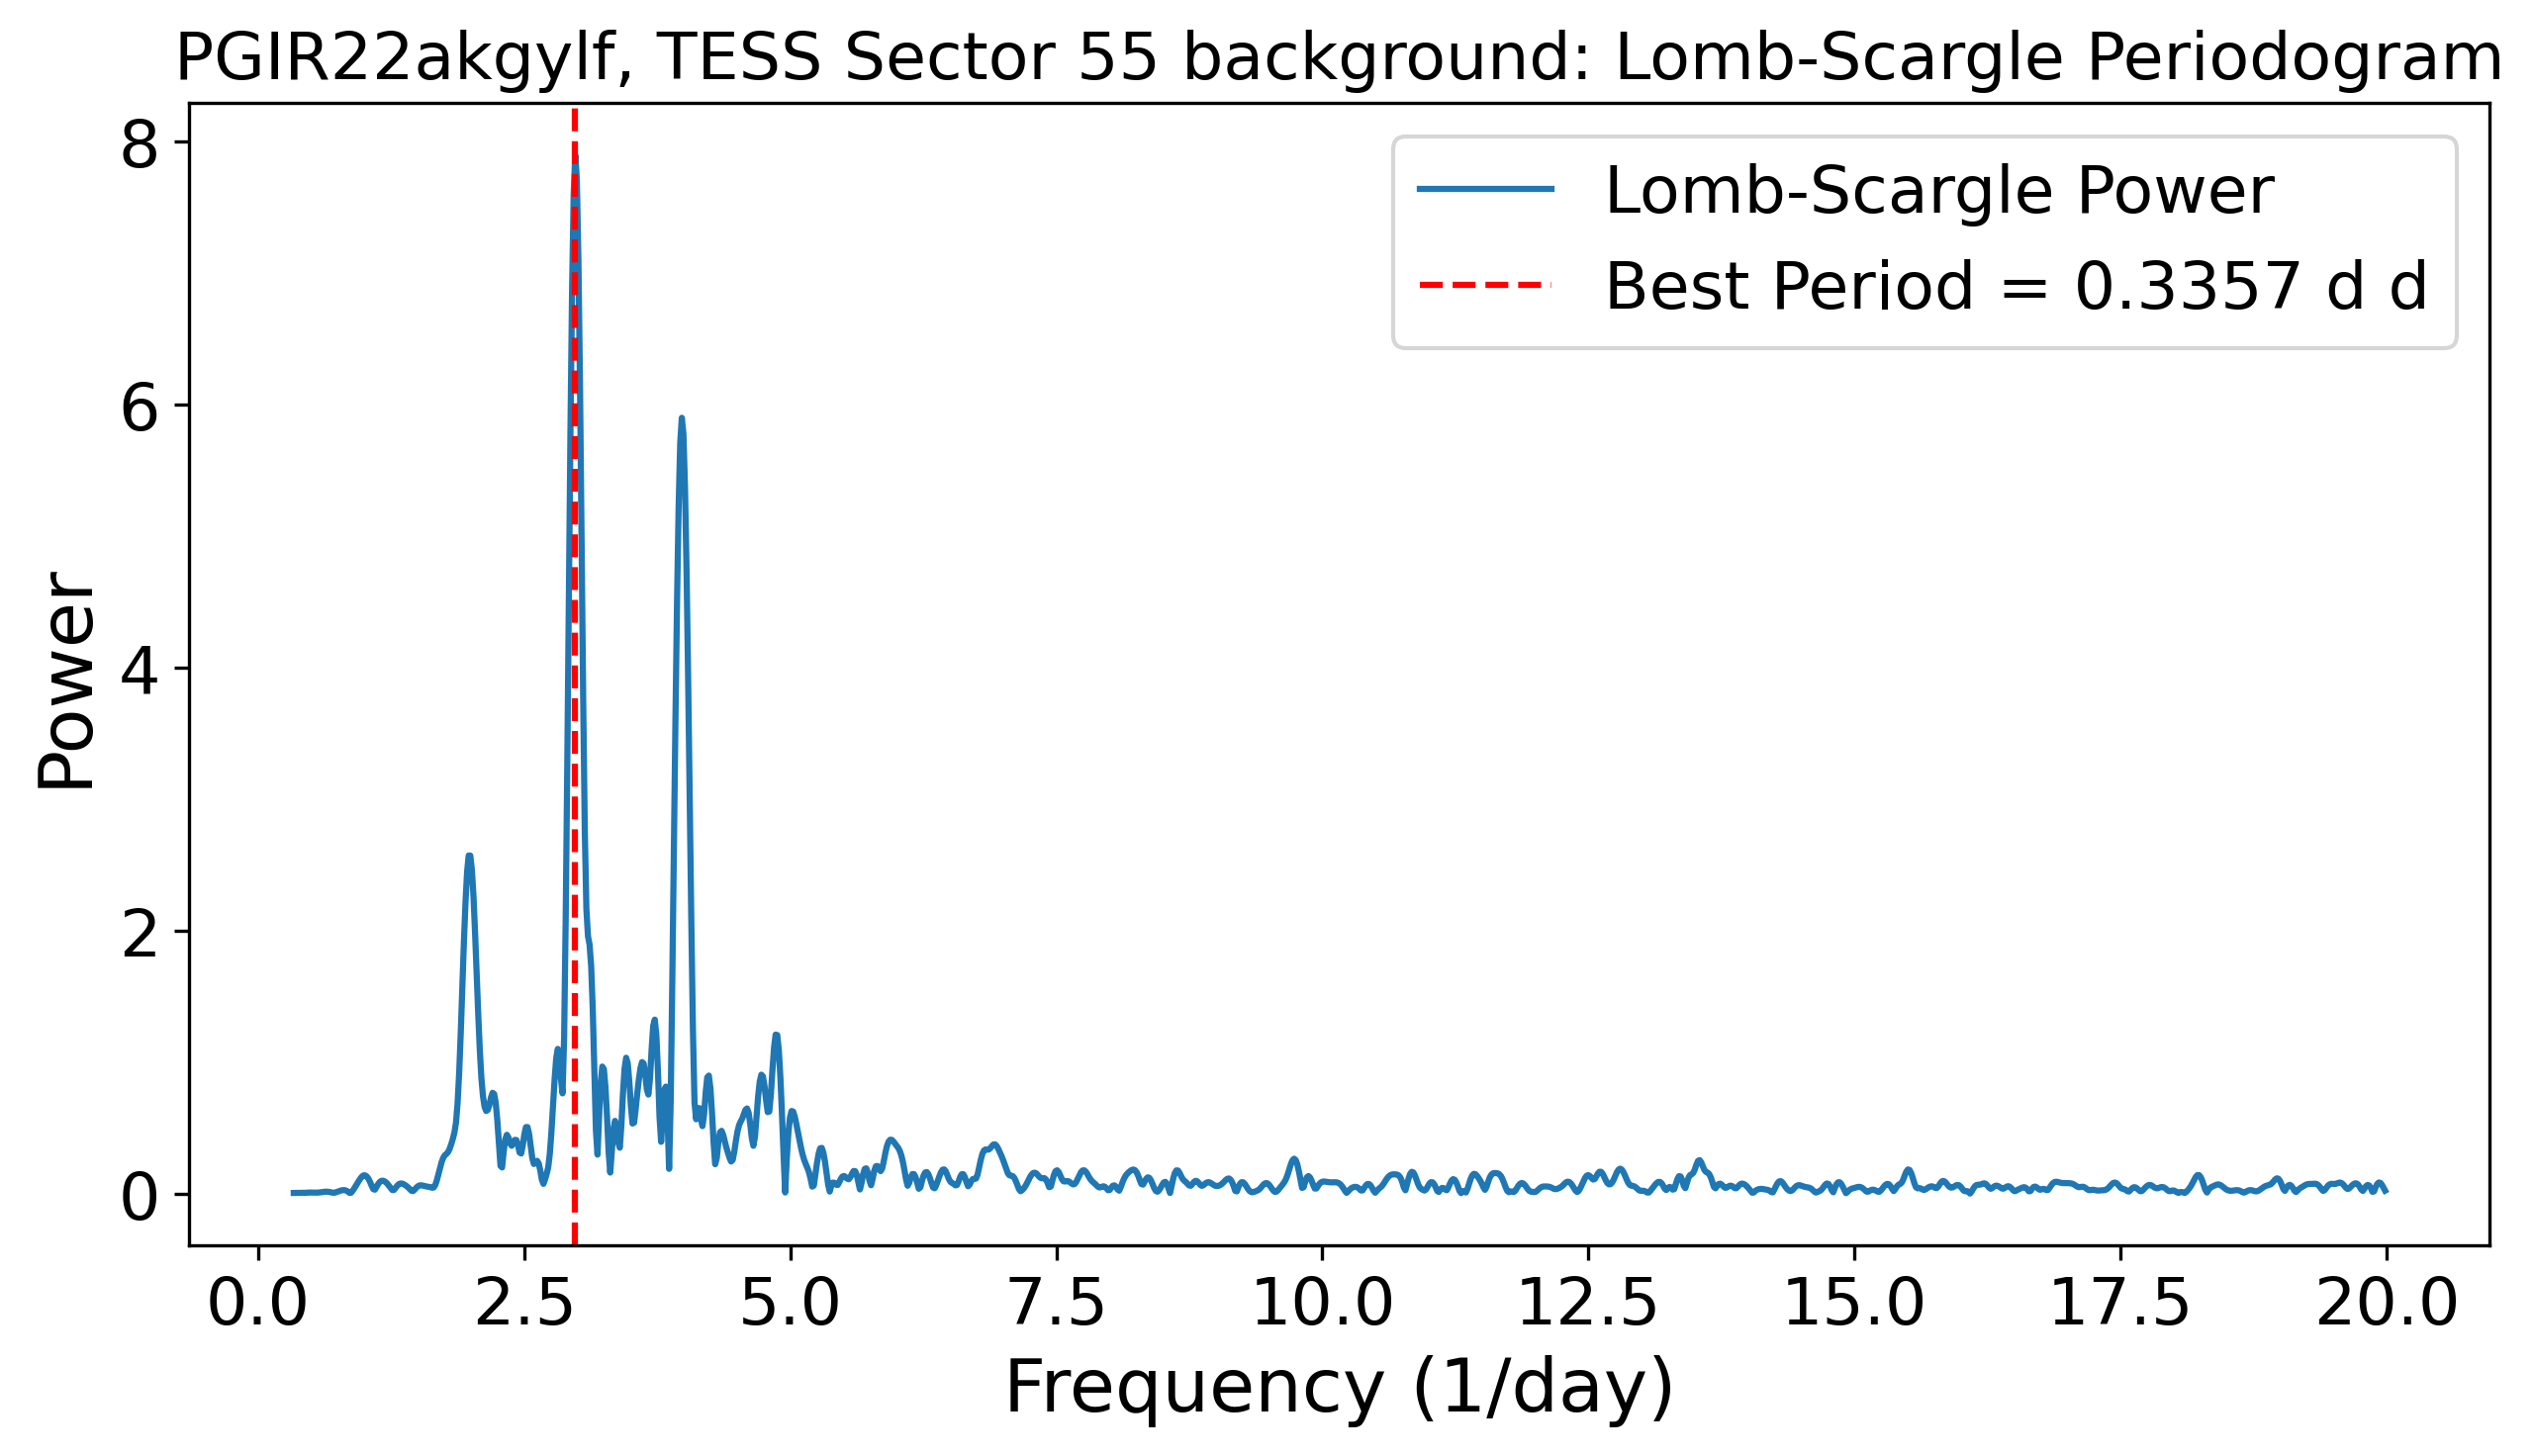 PGIR22akgylf, TESS Sector 55 background: Lomb-Scargle Periodogram
Lomb-Scargle Power
Best Period = 0.3357 d d
8
6
4
2
0
Power
0.0 2.5 5.0 7.5 10.0 12.5 15.0 17.5 20.0
Frequency (1/day)